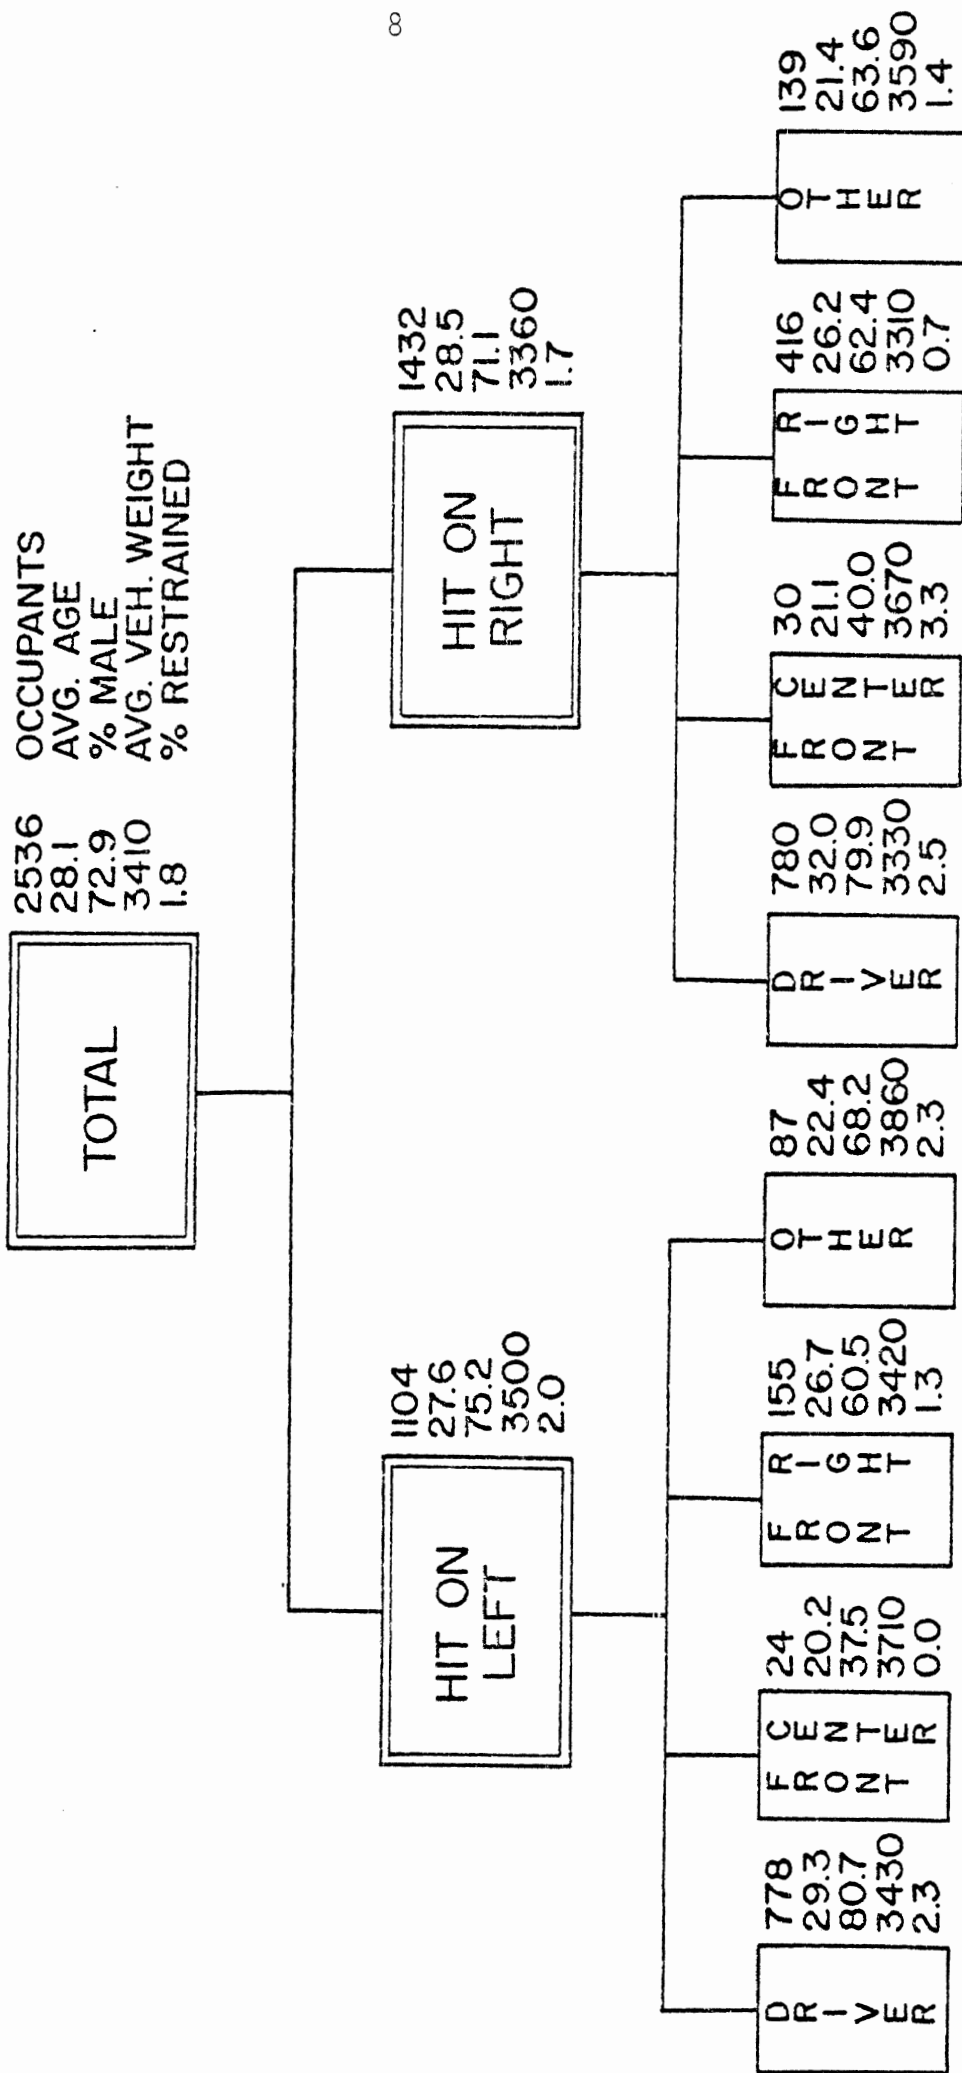 TOTAL
2536 OCCUPANTS
28.1 AVG. AGE
72.9 % MALE
3410 AVG. VEH. WEIGHT
1.8 % RESTRAINED
HIT ON
LEFT
1104
27.6
75.2
3500
2.0
HIT ON
RIGHT
1432
28.5
71.1
3360
1.7
DRIVER
778
29.3
80.7
3430
2.3
FRONT
CENTER
24
20.2
37.5
3710
0.0
FRONT
RIGHT
155
26.7
60.5
3420
1.3
OTHER
87
22.4
68.2
3860
2.3
DRIVER
780
32.0
79.9
3330
2.5
FRONT
CENTER
30
21.1
40.0
3670
3.3
FRONT
RIGHT
416
26.2
62.4
3310
0.7
OTHER
139
21.4
63.6
3590
1.4
8